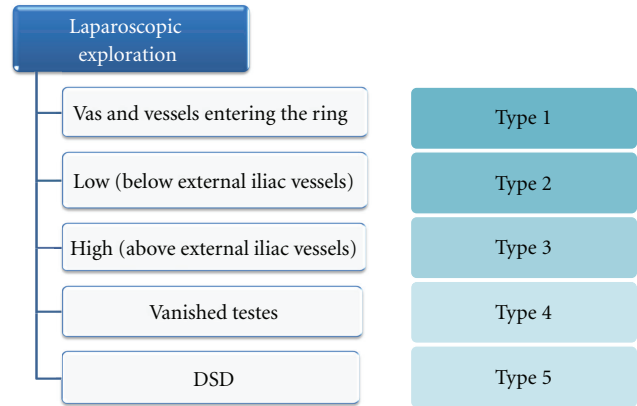 Laparoscopic
exploration
Vas and vessels entering the ring
Type 1
Low (below external iliac vessels)
Type 2
High (above external iliac vessels)
Type 3
Vanished testes
Type 4
DSD
Type 5